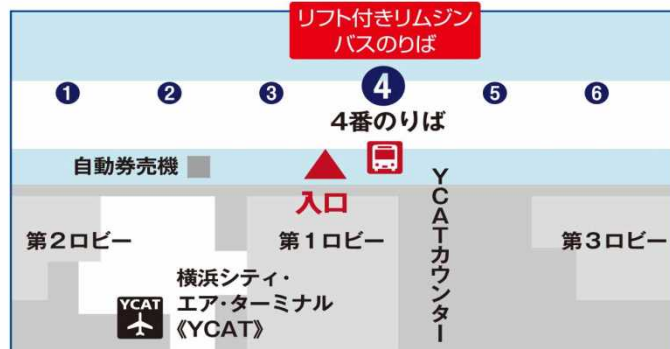 リフト付きリムジン
バスのりば
1
2
3
4
5
6
4番のりば
自動券売機
入口
YCATカウンター
第2ロビー
第1ロビー
第3ロビー
YCAT
横浜シティ・
エア・ターミナル
《YCAT》